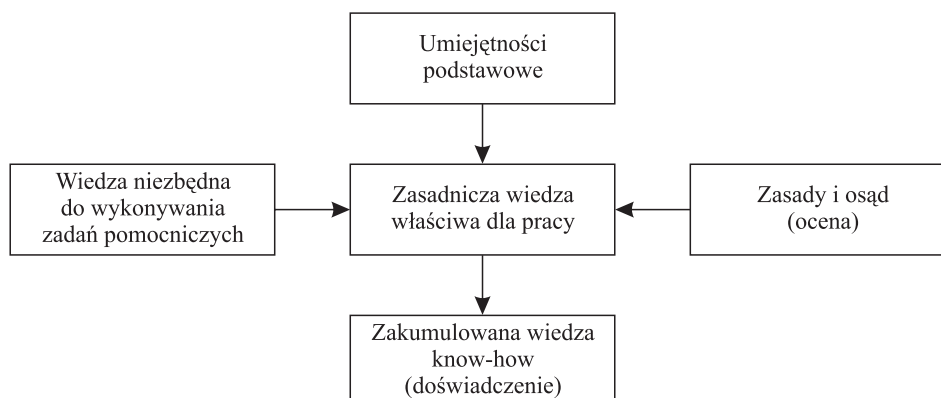 Umiejętności
podstawowe
Wiedza niezbędna
do wykonywania
zadań pomocniczych
Zasadnicza wiedza
właściwa dla pracy
Zasady i osąd
(ocena)
Zakumulowana wiedza
know-how
(doświadczenie)